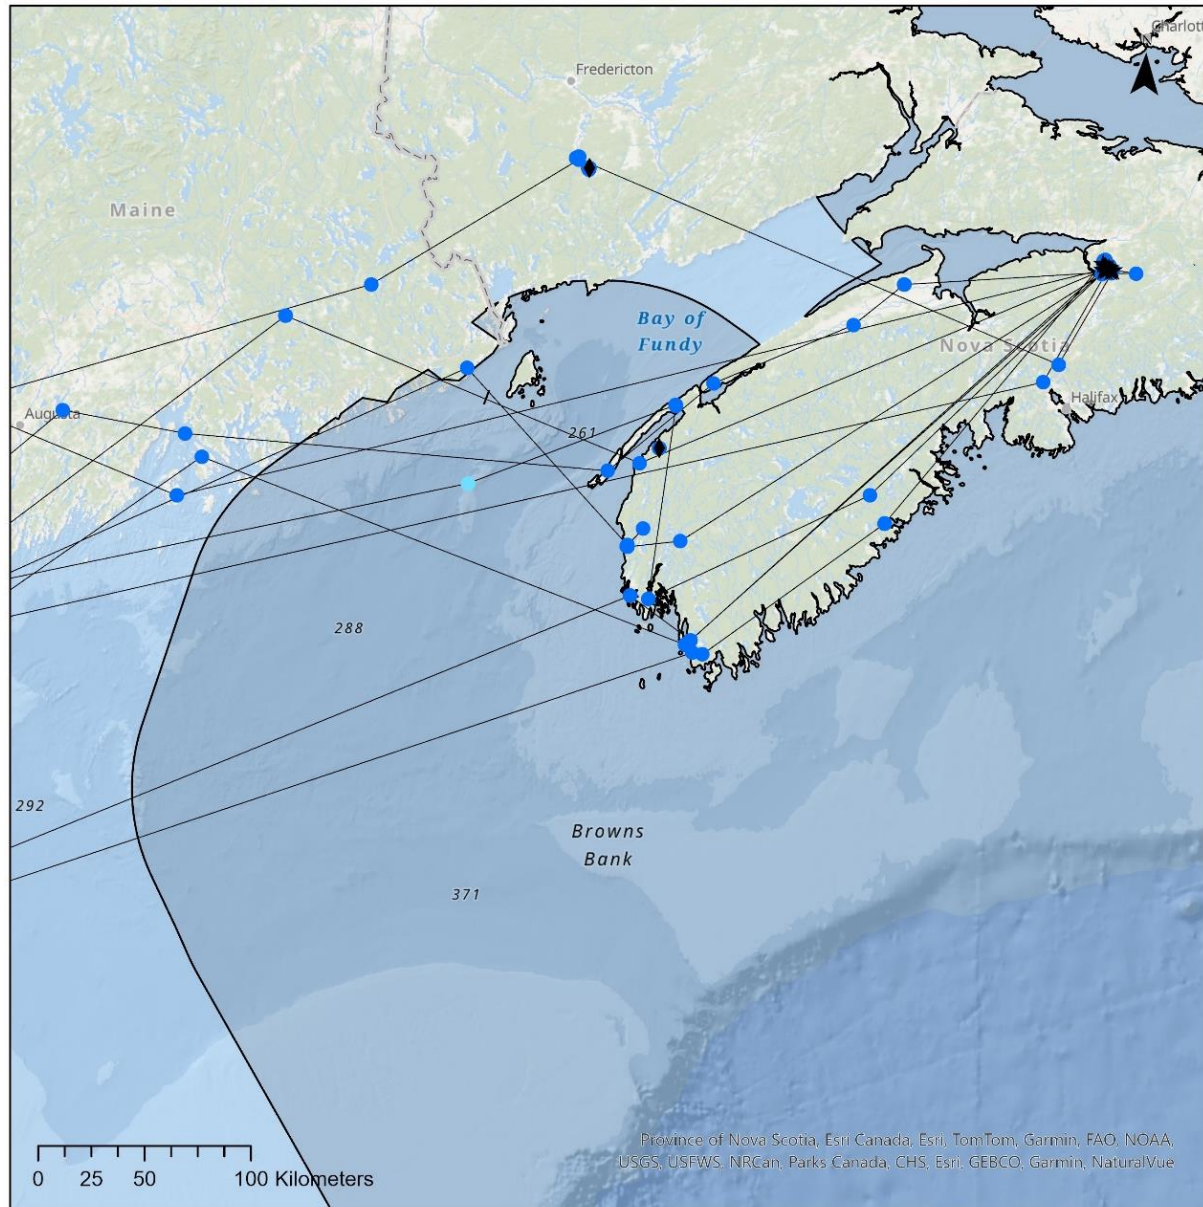 Charlott
Fredericton
Maine
Bay of
Fundy
Nova Scotia
Halifax
Augusta
261
288
292
Browns
Bank
371
Province of Nova Scotia, Esri Canada, Esri, TomTom, Garmin, FAO, NOAA,
USGS, USFWS, NRCan, Parks Canada, CHS, Esri, GEBCO, Garmin, NaturalVue
0 25 50 100 Kilometers